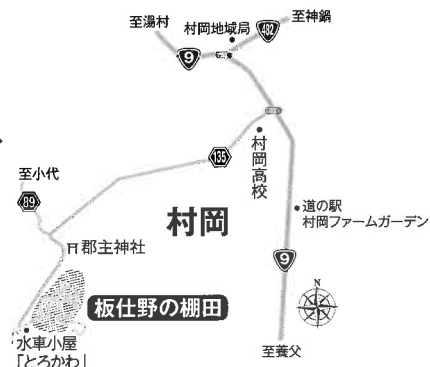 至湯村
村岡地域局
至神鍋
482
9
135
村岡高校
至小代
89
村岡
道の駅
村岡ファームガーデン
郡主神社
9
N
板仕野の棚田
水車小屋
「とろかわ」
至養父